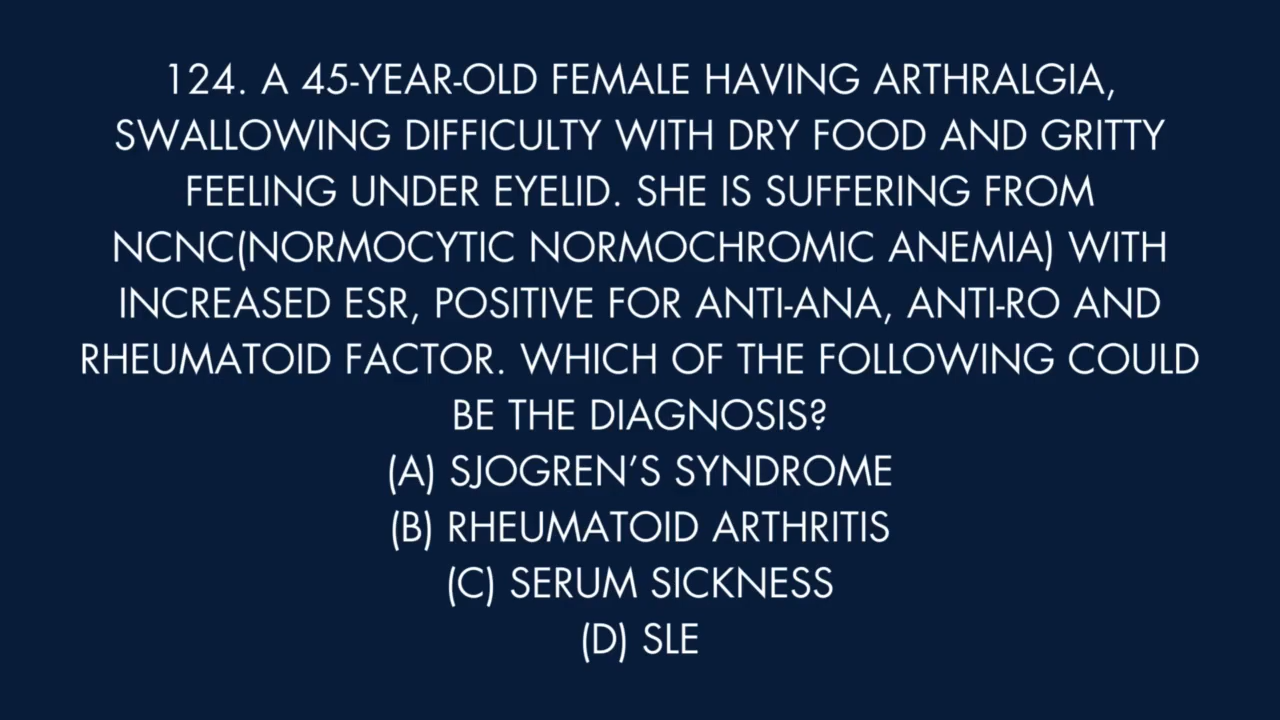 124. A 45-YEAR-OLD FEMALE HAVING ARTHRALGIA,
SWALLOWING DIFFICULTY WITH DRY FOOD AND GRITTY
FEELING UNDER EYELID. SHE IS SUFFERING FROM
NCNC(NORMOCYTIC NORMOCHROMIC ANEMIA) WITH
INCREASED ESR, POSITIVE FOR ANTI-ANA, ANTI-RO AND
RHEUMATOID FACTOR. WHICH OF THE FOLLOWING COULD
BE THE DIAGNOSIS?
(A) SJOGREN’S SYNDROME
(B) RHEUMATOID ARTHRITIS
(C) SERUM SICKNESS
(D) SLE